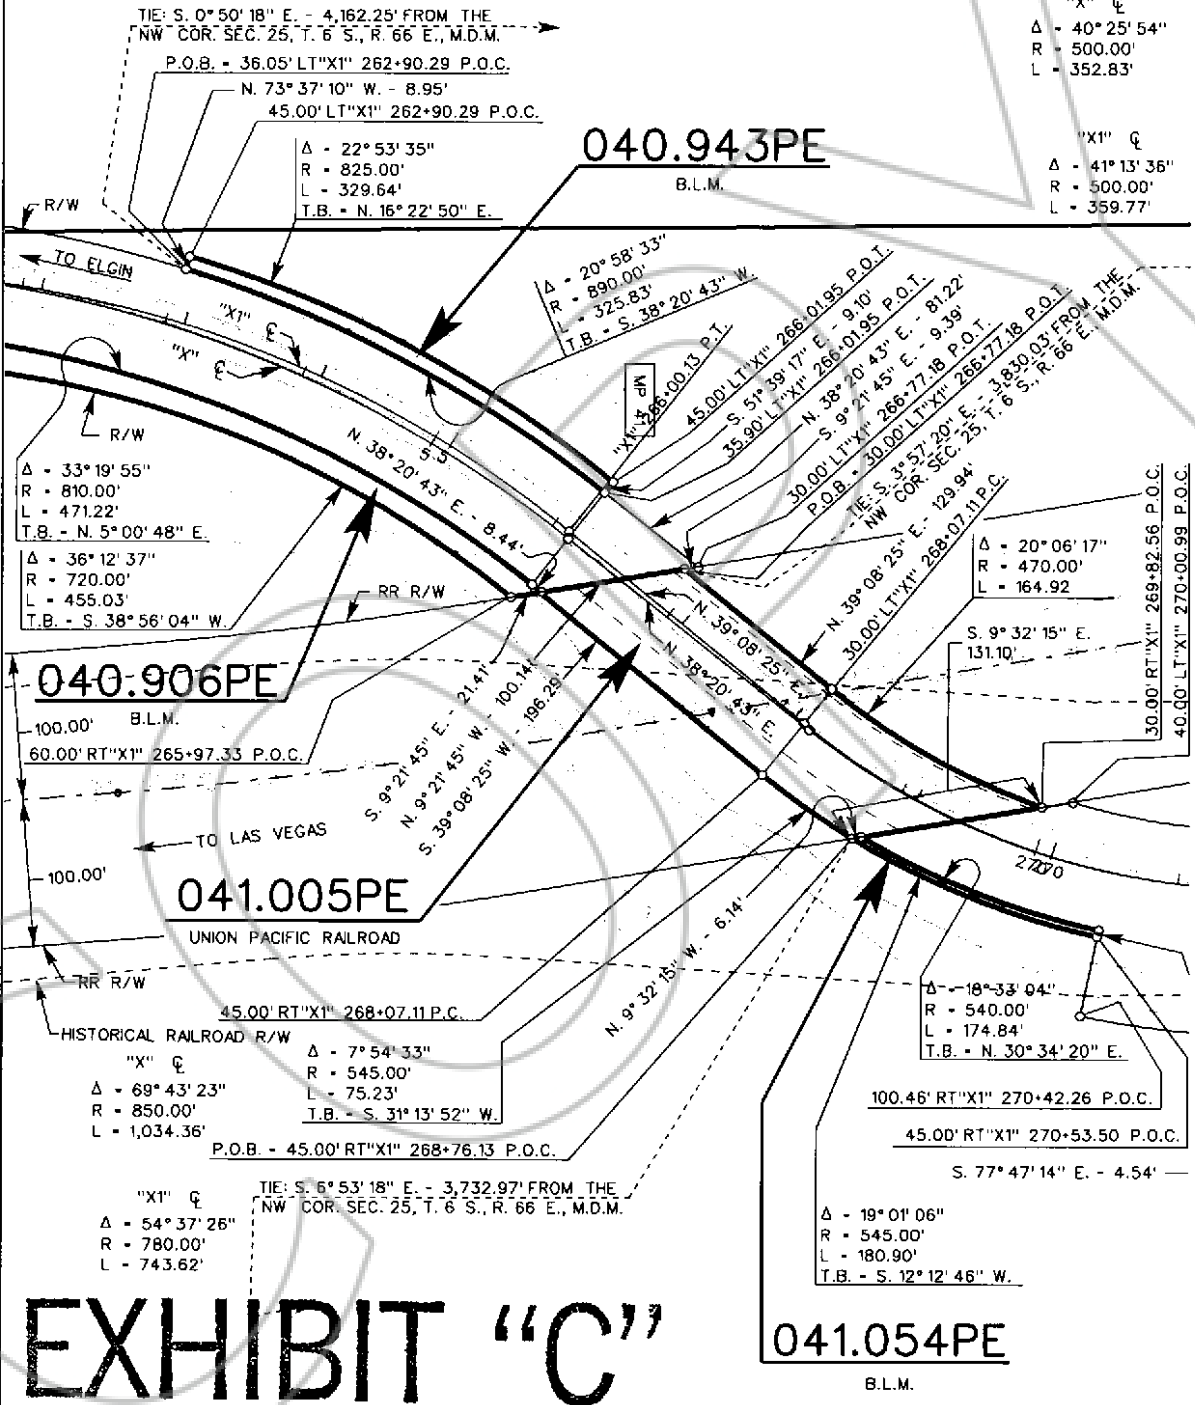 TIE: S. 0° 50' 18" E. - 4,162.25' FROM THE
NW COR. SEC. 25, T. 6 S., R. 66 E., M.D.M.
P.O.B. - 36.05' LT"X1" 262+90.29 P.O.C.
N. 73° 37' 10" W. - 8.95'
45.00' LT"X1" 262+90.29 P.O.C.
Δ - 22° 53' 35"
R - 825.00'
L - 329.64'
T.B. - N. 16° 22' 50" E.
040.943PE
B.L.M.
"X" ℄
Δ - 40° 25' 54"
R - 500.00'
L - 352.83'
"X1" ℄
Δ - 41° 13' 36"
R - 500.00'
L - 359.77'
R/W
TO ELGIN
"X1" ℄
"X" ℄
R/W
Δ - 20° 58' 33"
R - 890.00'
L - 325.83'
T.B. - S. 38° 20' 43" W.
MP 41
"X1" 266+00.13 P.T.
45.00' LT"X1" 266+01.95 P.O.T.
S. 51° 39' 17" E. - 9.10'
35.90' LT"X1" 266+01.95 P.O.T.
N. 38° 20' 43" E. - 81.22'
S. 9° 21' 45" E. - 9.39'
30.00' LT"X1" 266+77.18 P.O.T.
P.O.B. - 30.00' LT"X1" 266+77.18 P.O.T.
TIE: S. 3° 57' 20" E. - 3,830.03' FROM THE
NW COR. SEC. 25, T. 6 S., R. 66 E., M.D.M.
N. 39° 08' 25" E. - 129.94'
30.00' LT"X1" 268+07.11 P.C.
5.5
N. 38° 20' 43" E. - 8.44'
Δ - 33° 19' 55"
R - 810.00'
L - 471.22'
T.B. - N. 5° 00' 48" E.
Δ - 36° 12' 37"
R - 720.00'
L - 455.03'
T.B. - S. 38° 56' 04" W.
RR R/W
Δ - 20° 06' 17"
R - 470.00'
L - 164.92
S. 9° 32' 15" E.
131.10'
30.00' RT"X1" 269+82.56 P.O.C.
40.00' LT"X1" 270+00.99 P.O.C.
N. 39° 08' 25" E.
N. 38° 20' 43" E.
040.906PE
B.L.M.
100.00'
60.00' RT"X1" 265+97.33 P.O.C.
S. 9° 21' 45" E. - 21.41'
N. 9° 21' 45" W. - 100.14'
S. 39° 08' 25" W. - 196.29'
TO LAS VEGAS
100.00'
041.005PE
UNION PACIFIC RAILROAD
270
RR R/W
HISTORICAL RAILROAD R/W
45.00' RT"X1" 268+07.11 P.C.
N. 9° 32' 15" W. - 6.14'
"X" ℄
Δ - 69° 43' 23"
R - 850.00'
L - 1,034.36'
Δ - 7° 54' 33"
R - 545.00'
L - 75.23'
T.B. - S. 31° 13' 52" W.
Δ - 18° 33' 04"
R - 540.00'
L - 174.84'
T.B. - N. 30° 34' 20" E.
100.46' RT"X1" 270+42.26 P.O.C.
45.00' RT"X1" 270+53.50 P.O.C.
S. 77° 47' 14" E. - 4.54'
P.O.B. - 45.00' RT"X1" 268+76.13 P.O.C.
TIE: S. 6° 53' 18" E. - 3,732.97' FROM THE
NW COR. SEC. 25, T. 6 S., R. 66 E., M.D.M.
"X1" ℄
Δ - 54° 37' 26"
R - 780.00'
L - 743.62'
Δ - 19° 01' 06"
R - 545.00'
L - 180.90'
T.B. - S. 12° 12' 46" W.
EXHIBIT “C”
041.054PE
B.L.M.